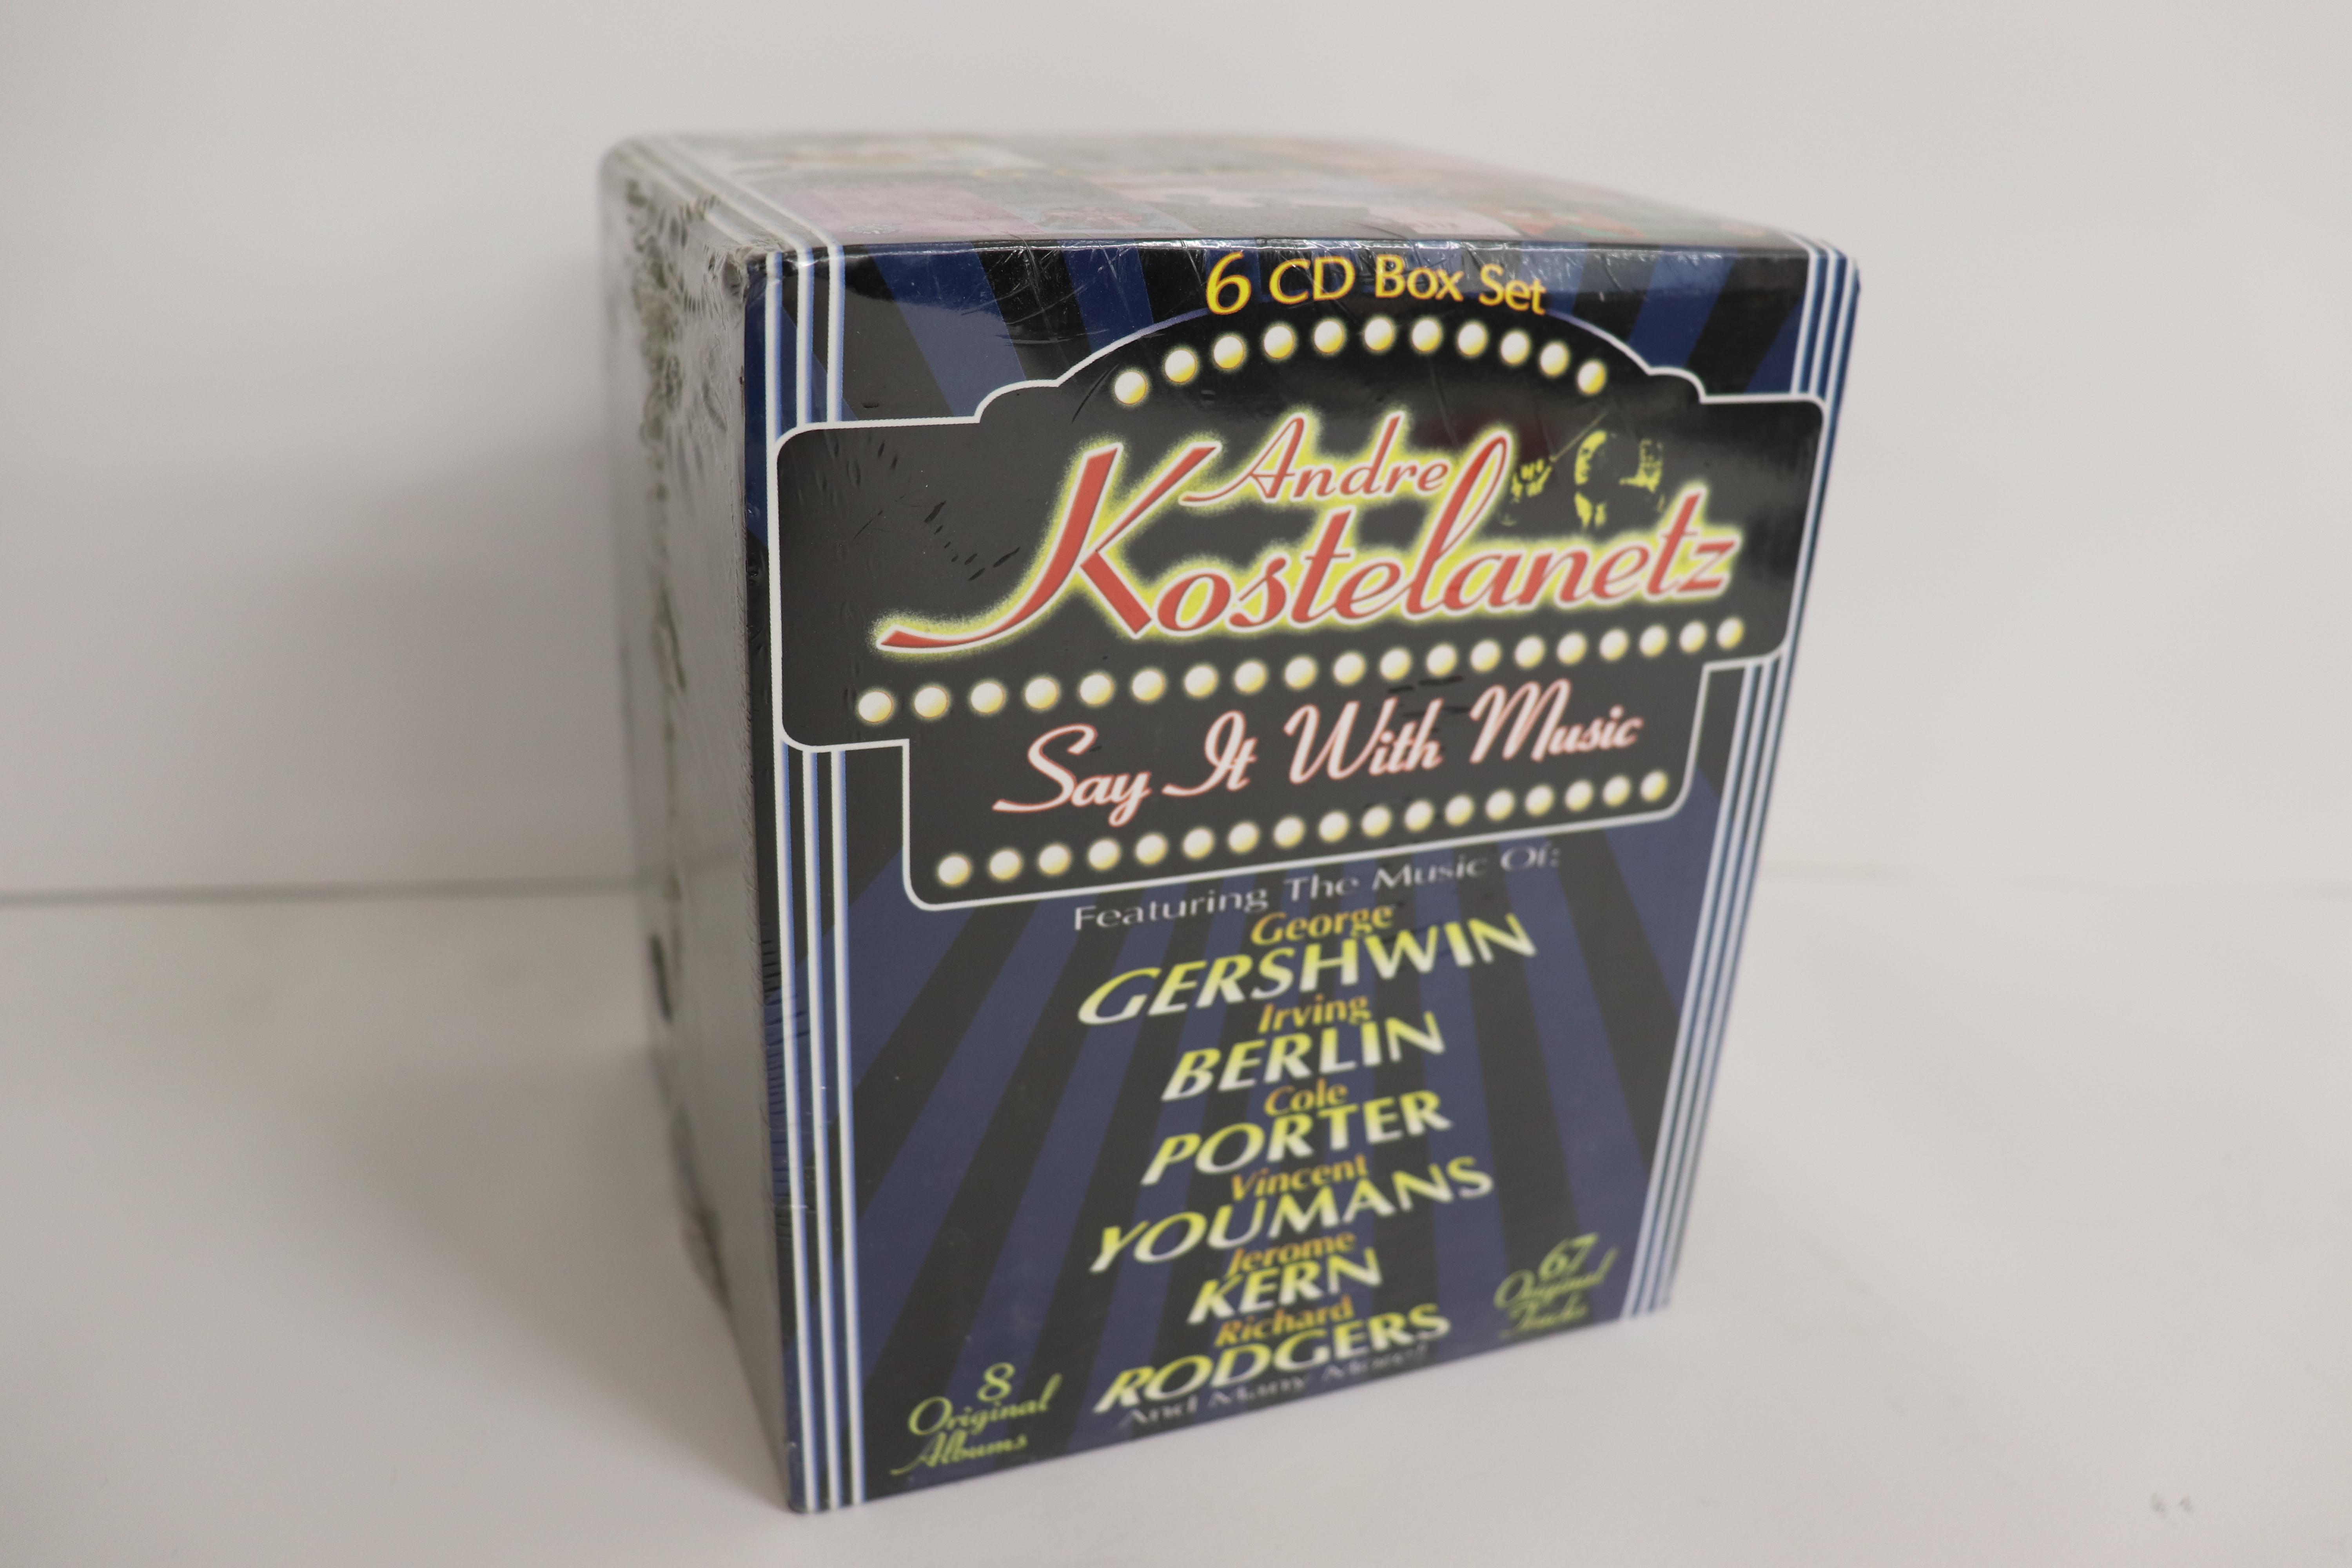 6 CD Box Set
Andre
Kostelanetz
Say It With Music
Featuring The Music Of:
George
GERSHWIN
Irving
BERLIN
Cole
PORTER
Vincent
YOUMANS
Jerome
KERN
Richard
RODGERS
And Many More!
8
Original
Albums
67
Original
Tracks